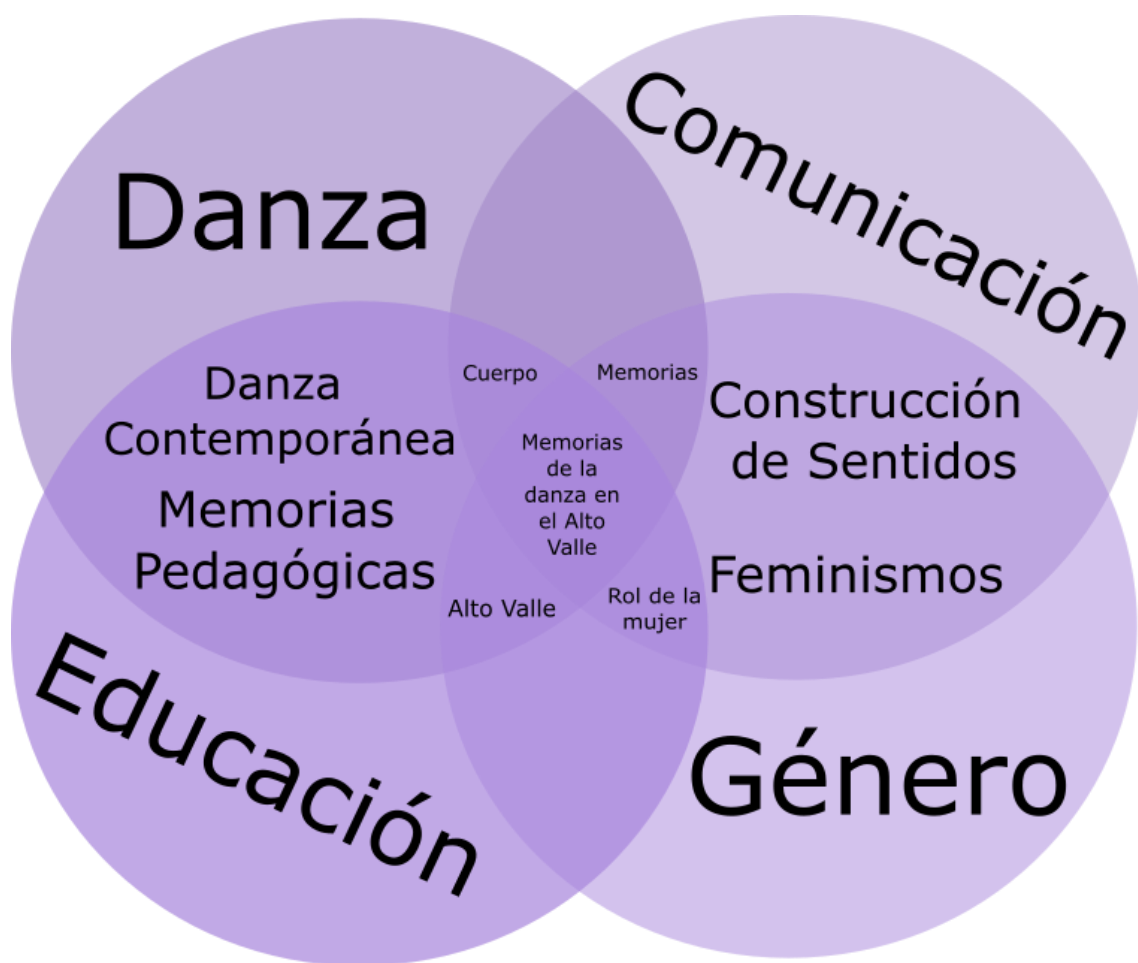 Danza
Comunicación
Danza
Contemporánea
Memorias
Pedagógicas
Cuerpo
Memorias
Memorias
de la
danza en
el Alto
Valle
Construcción
de Sentidos
Feminismos
Alto Valle
Rol de la
mujer
Educación
Género